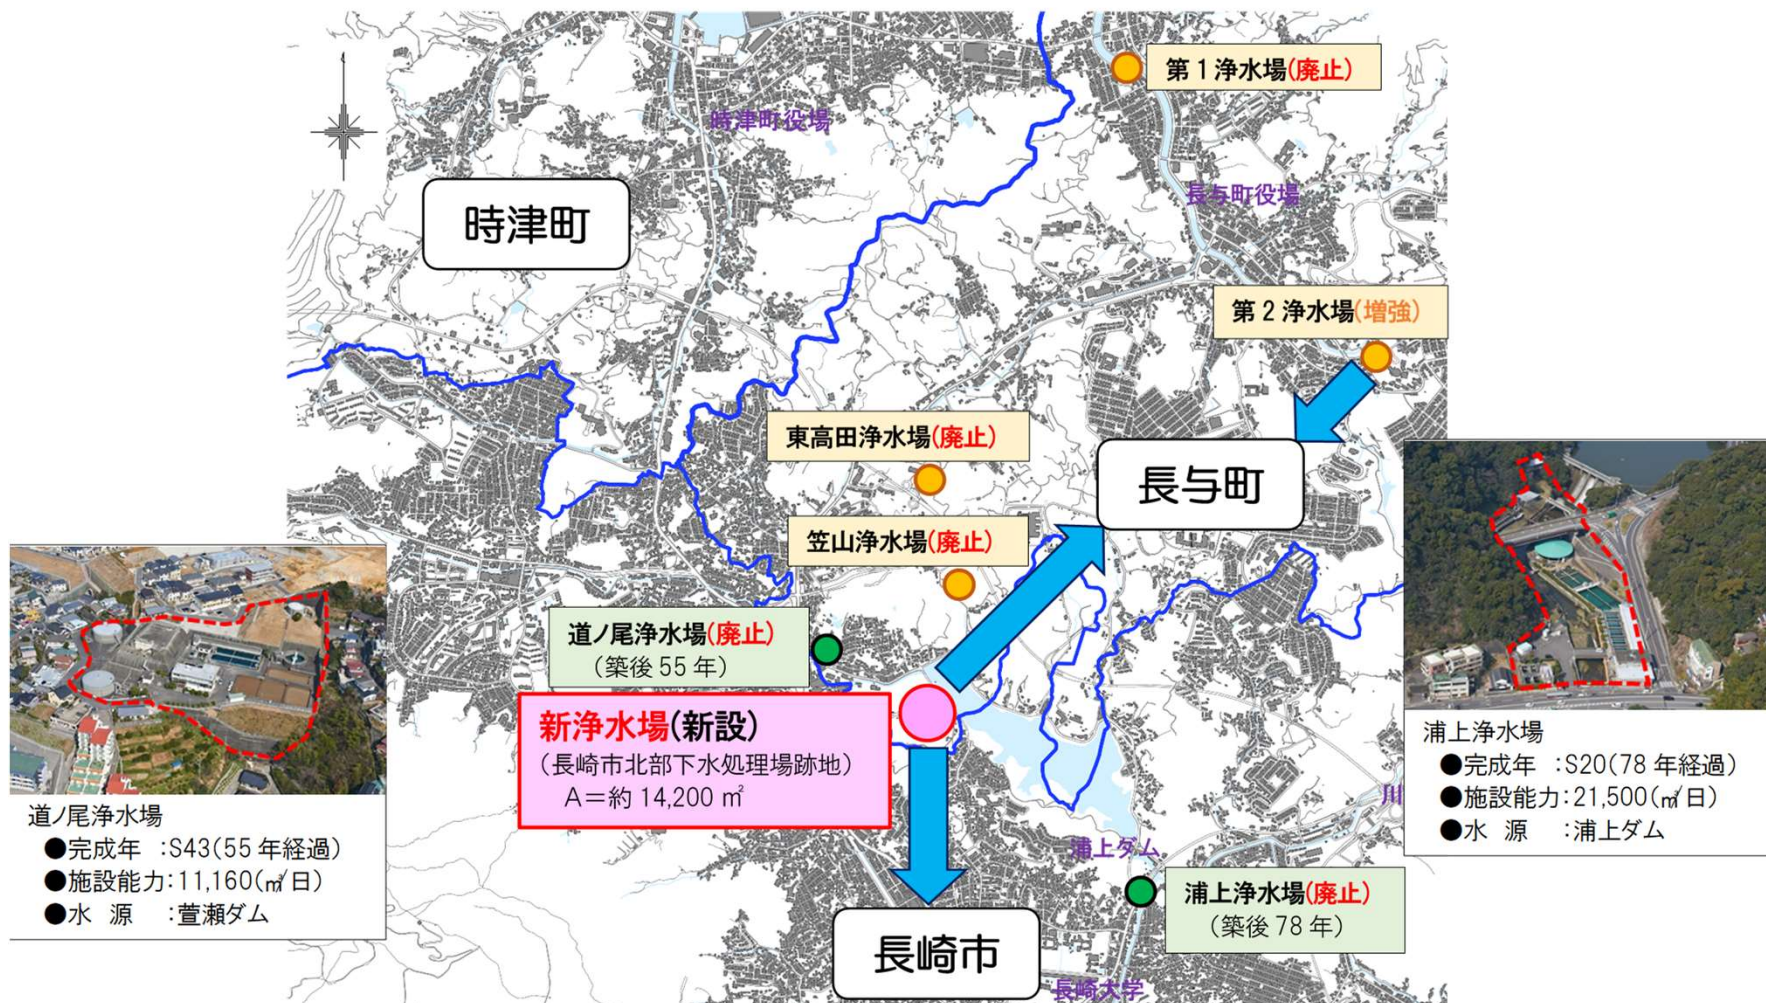 第1浄水場(廃止)
時津町役場
長与町役場
時津町
第2浄水場(増強)
東高田浄水場(廃止)
長与町
笠山浄水場(廃止)
道ノ尾浄水場(廃止)
(築後55年)
新浄水場(新設)
(長崎市北部下水処理場跡地)
A=約14,200㎡
道ノ尾浄水場
●完成年 :S43(55年経過)
●施設能力:11,160(㎥/日)
●水 源 :萱瀬ダム
浦上浄水場
●完成年 :S20(78年経過)
●施設能力:21,500(㎥/日)
●水 源 :浦上ダム
川
浦上ダム
浦上浄水場(廃止)
(築後78年)
長崎市
長崎大学